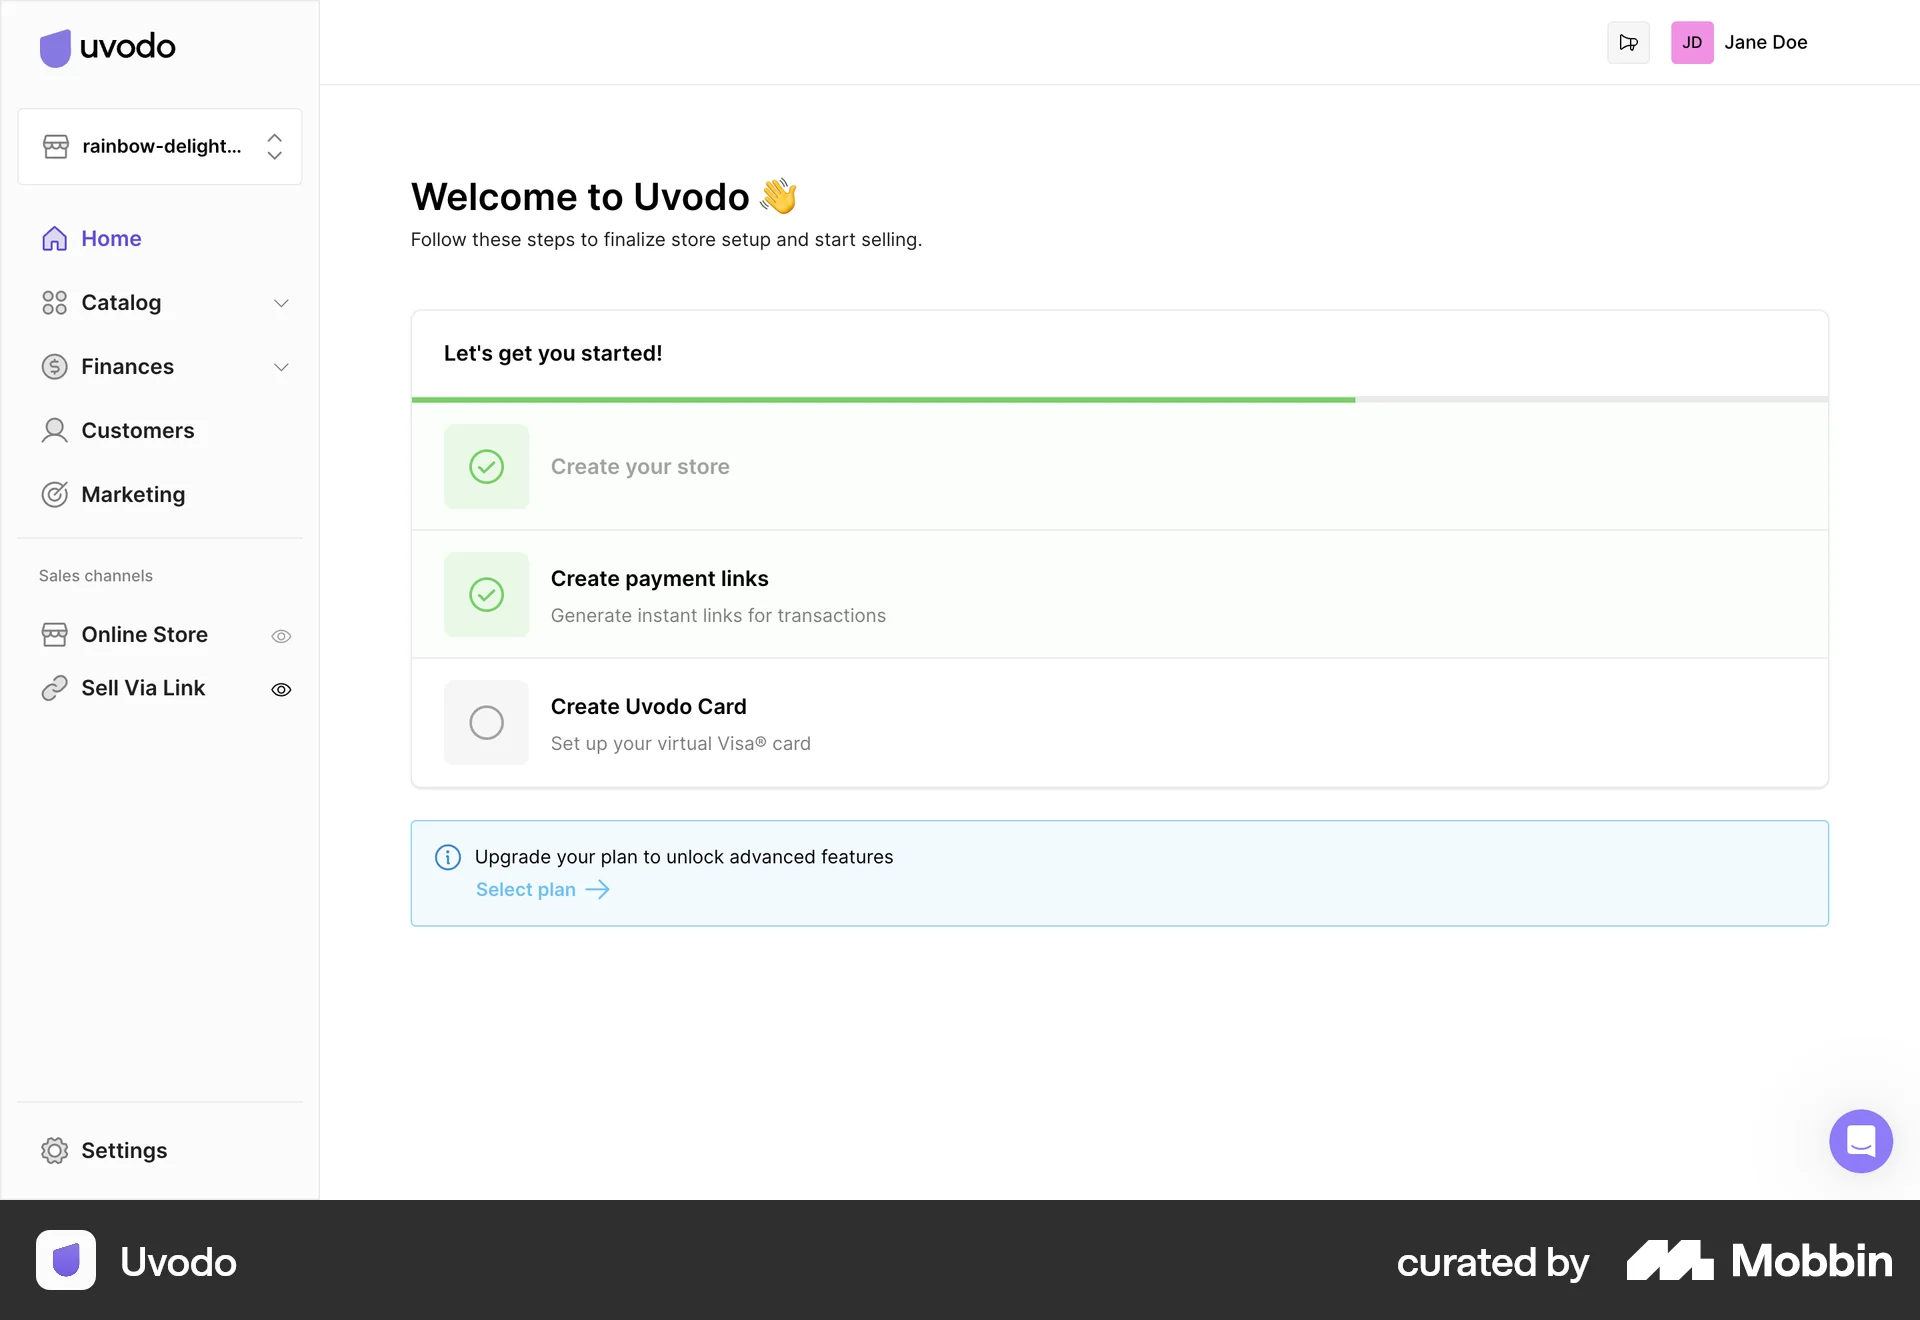 uvodo
JD
Jane Doe
rainbow-delight...
Home
Catalog
Finances
Customers
Marketing
Sales channels
Online Store
Sell Via Link
Settings
Welcome to Uvodo 👋
Follow these steps to finalize store setup and start selling.
Let's get you started!
Create your store
Create payment links
Generate instant links for transactions
Create Uvodo Card
Set up your virtual Visa® card
Upgrade your plan to unlock advanced features
Select plan →
Uvodo
curated by Mobbin